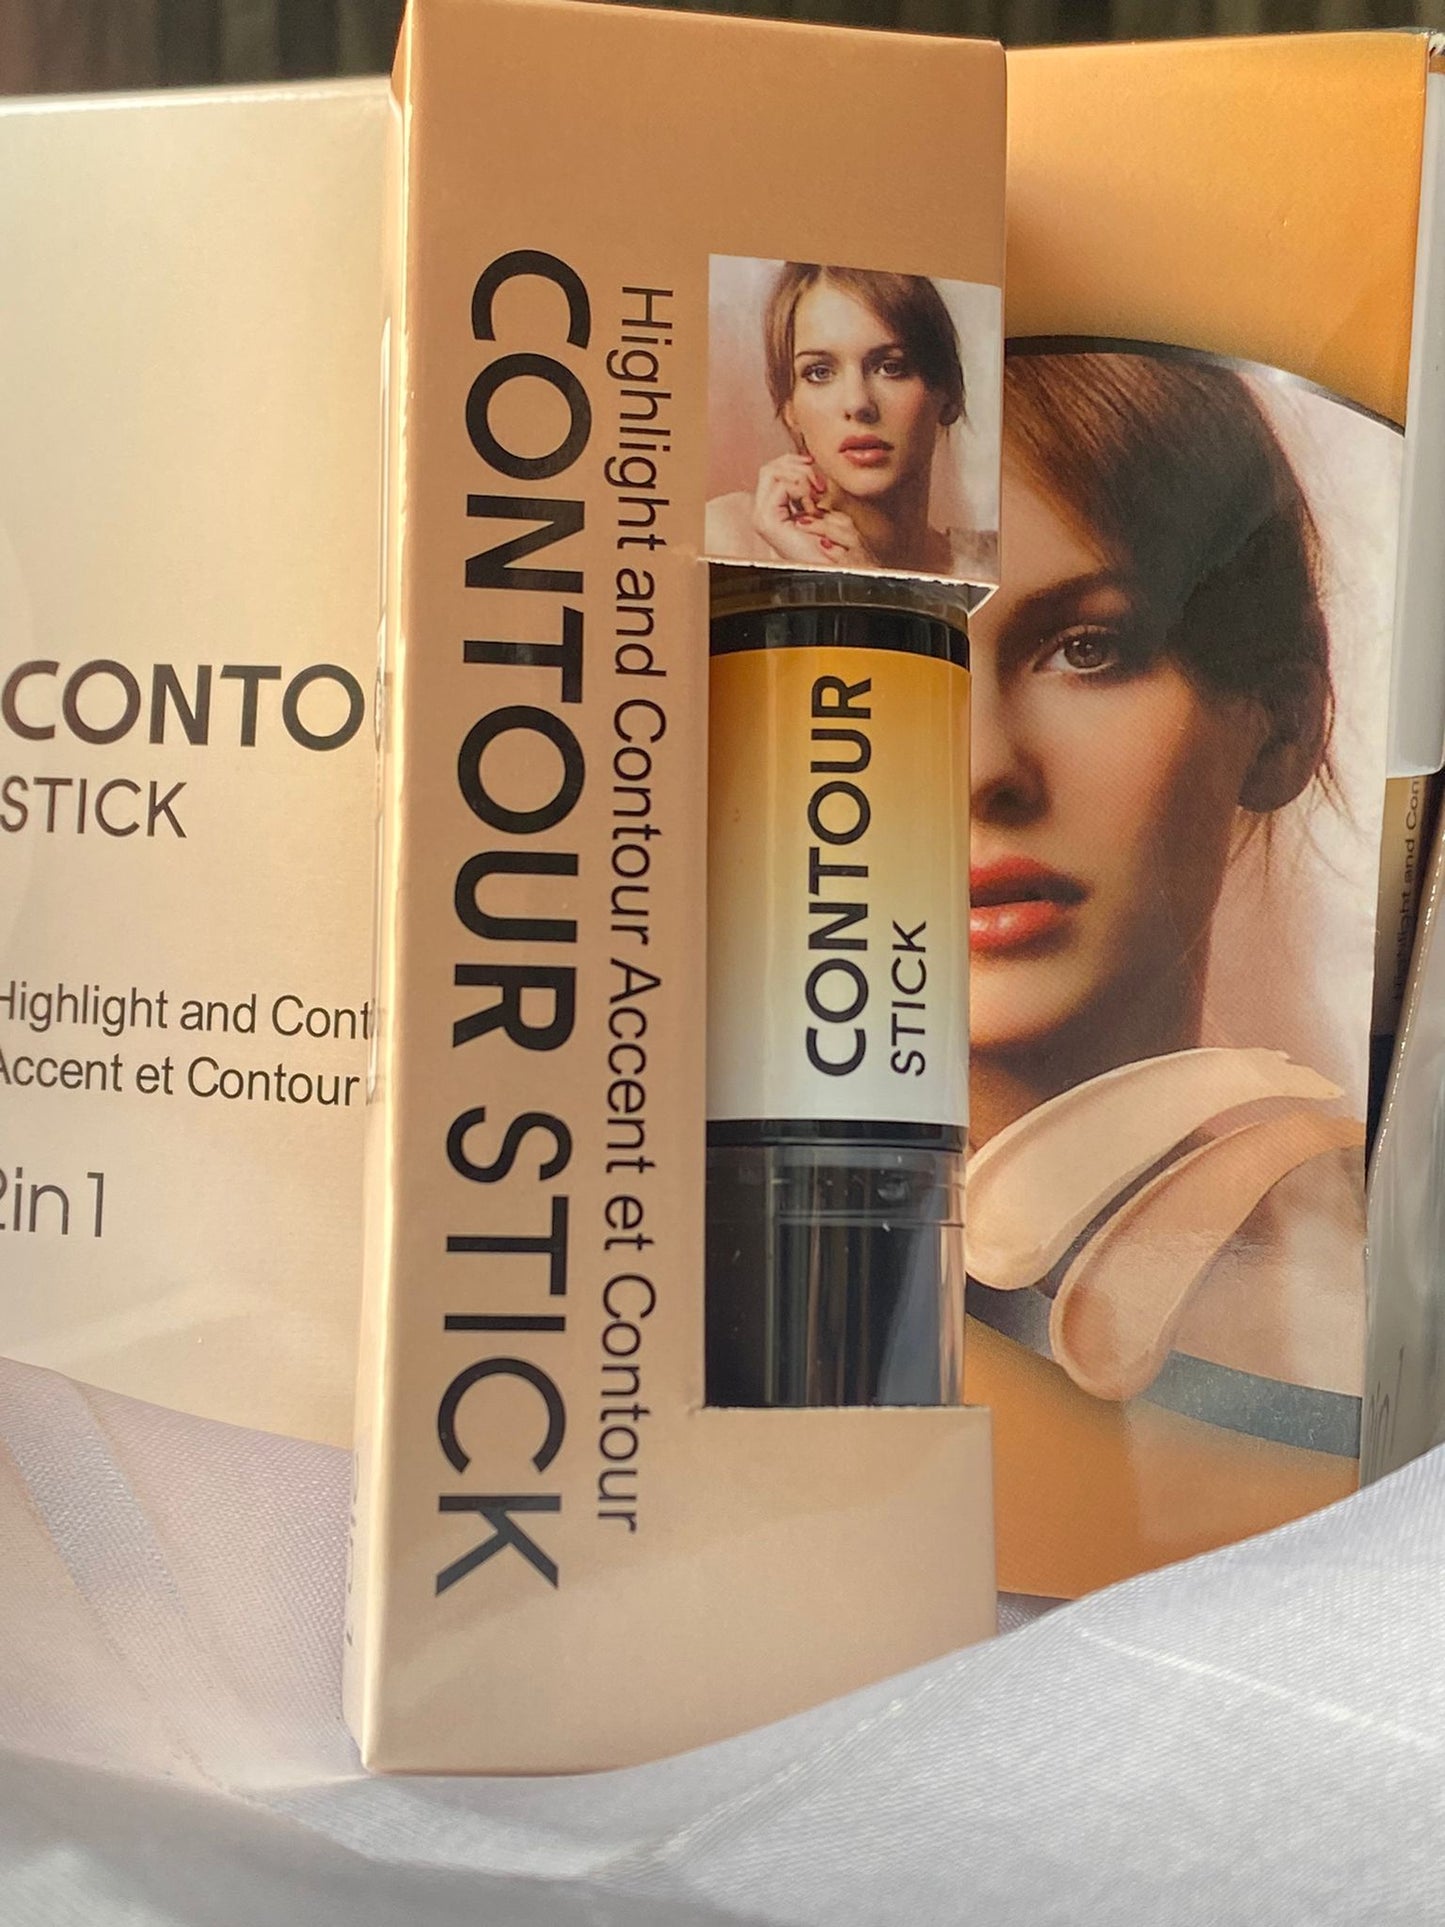 CONTO
STICK
Highlight and Cont
Accent et Contour
2in1
CONTOUR STICK
Highlight and Contour Accent et Contour
CONTOUR
STICK
Highlight and Con